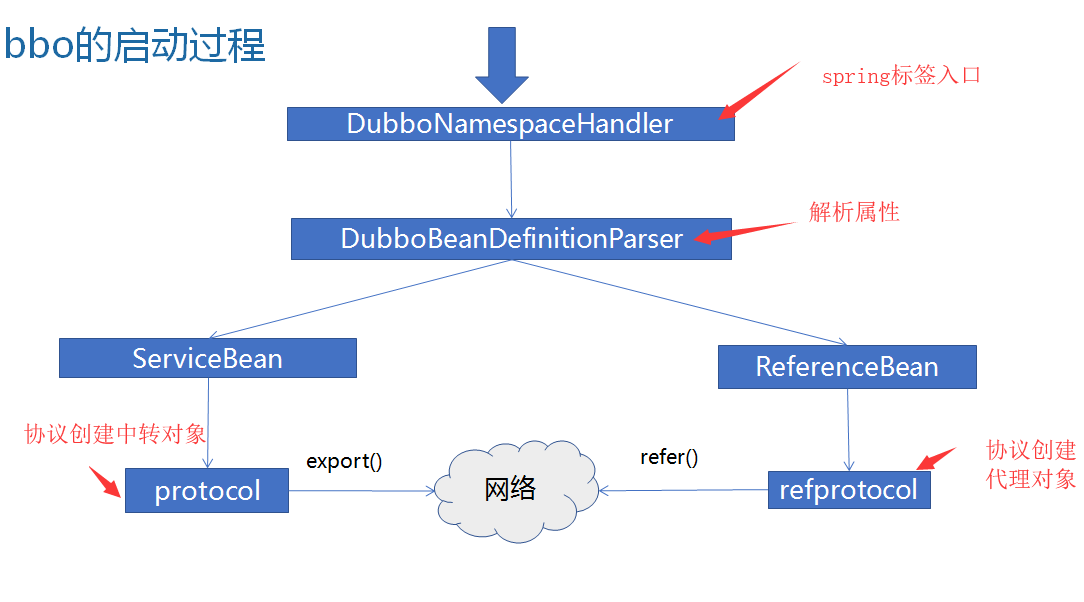 bbo的启动过程
spring标签入口
DubboNamespaceHandler
解析属性
DubboBeanDefinitionParser
ServiceBean
ReferenceBean
协议创建中转对象
export()
refer()
协议创建
代理对象
protocol
网络
refprotocol